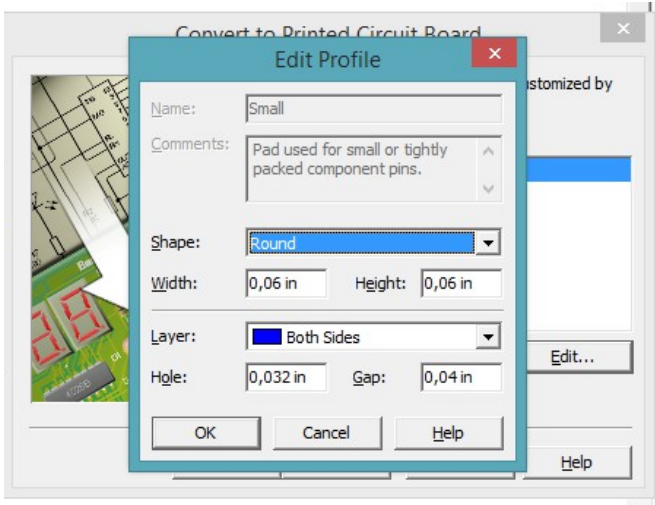 Convert to Printed Circuit Board
Edit Profile
stomized by
Name: Small
Comments: Pad used for small or tightly
packed component pins.
Shape: Round
Width: 0,06 in Height: 0,06 in
Layer: Both Sides
Edit...
Hole: 0,032 in Gap: 0,04 in
OK Cancel Help
Help